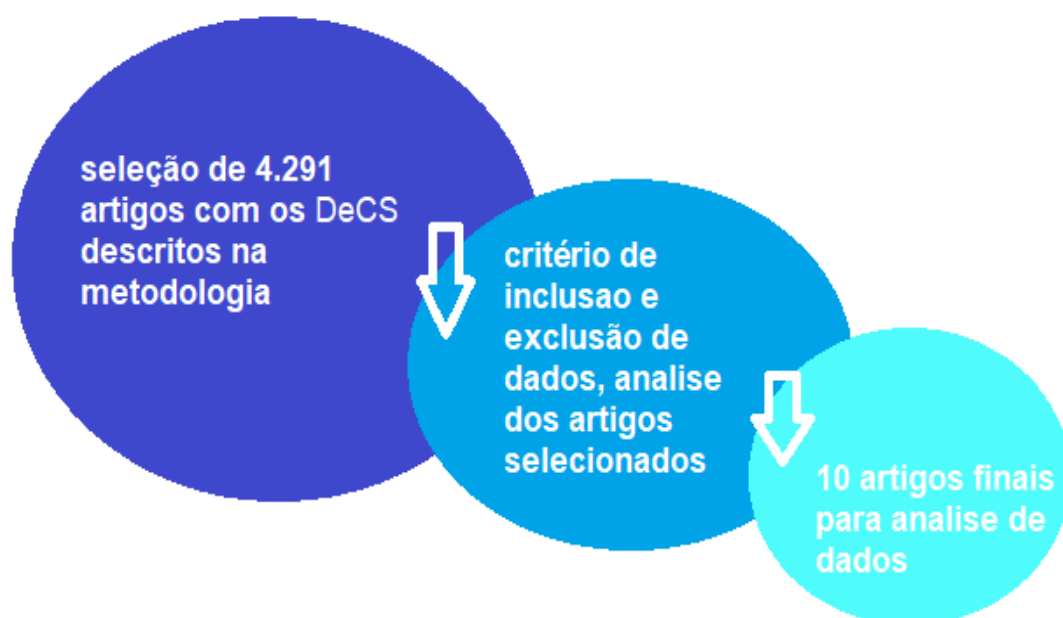 seleção de 4.291
artigos com os DeCS
descritos na
metodologia
critério de
inclusao e
exclusão de
dados, analise
dos artigos
selecionados
10 artigos finais
para analise de
dados